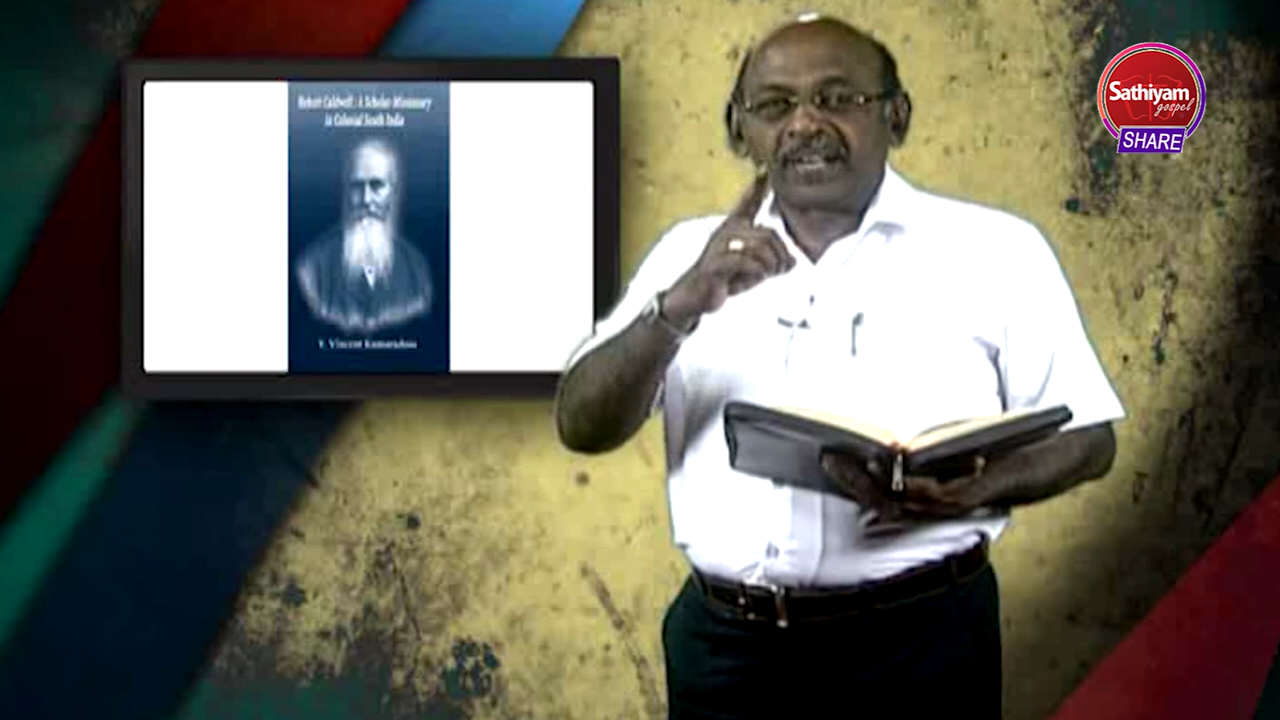 Robert Caldwell : A Scholar-Missionary
in Colonial South India
V. Vincent Kumaradoss
Sathiyam
gospel
SHARE